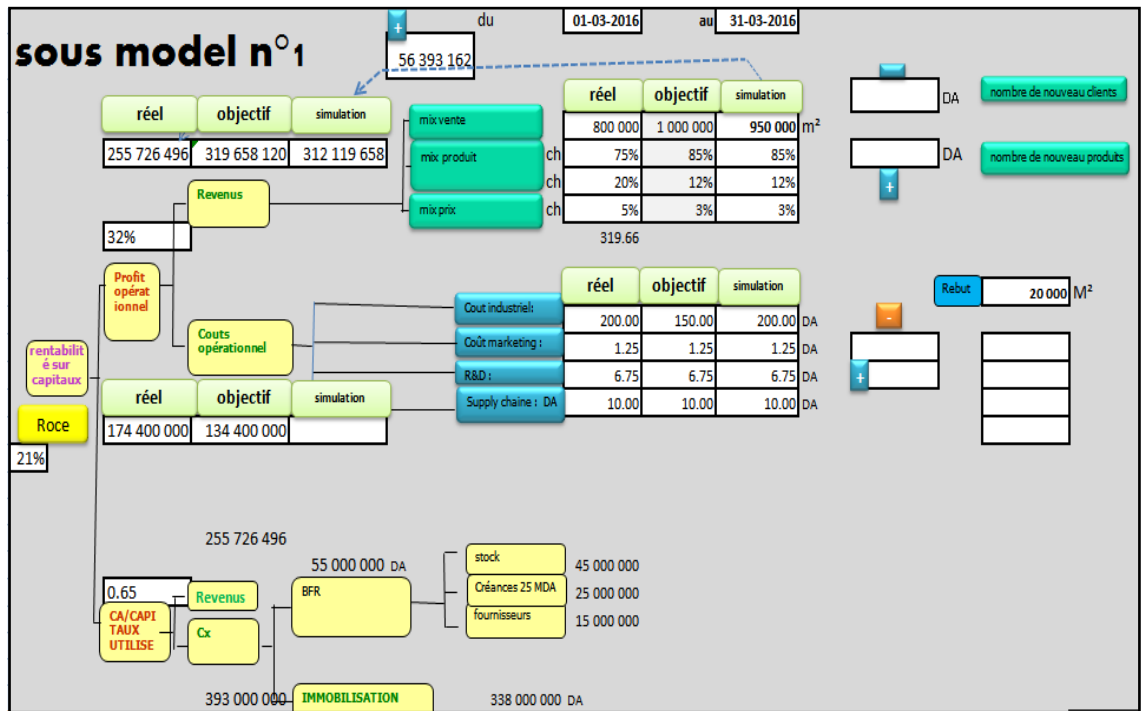 + du 01-03-2016 au 31-03-2016
sous model n°1
56 393 162
réel objectif simulation
255 726 496 319 658 120 312 119 658
réel objectif simulation
mix vente 800 000 1 000 000 950 000 m²
mix produit ch 75% 85% 85%
ch 20% 12% 12%
mix prix ch 5% 3% 3%
319.66
DA nombre de nouveau clients
DA nombre de nouveau produits
+
Revenus
32%
Profit
opérat
ionnel
Couts
opérationnel
réel objectif simulation
Cout industriel: 200.00 150.00 200.00 DA
Coût marketing : 1.25 1.25 1.25 DA
R&D : 6.75 6.75 6.75 DA
Supply chaine : DA 10.00 10.00 10.00 DA
Rebut 20 000 M²
-
+
rentabilit
é sur
capitaux
Roce
21%
réel objectif simulation
174 400 000 134 400 000
255 726 496
55 000 000 DA
0.65
Revenus
CA/CAPI
TAUX
UTILISE
Cx
BFR
stock 45 000 000
Créances 25 MDA 25 000 000
fournisseurs 15 000 000
393 000 000 IMMOBILISATION 338 000 000 DA